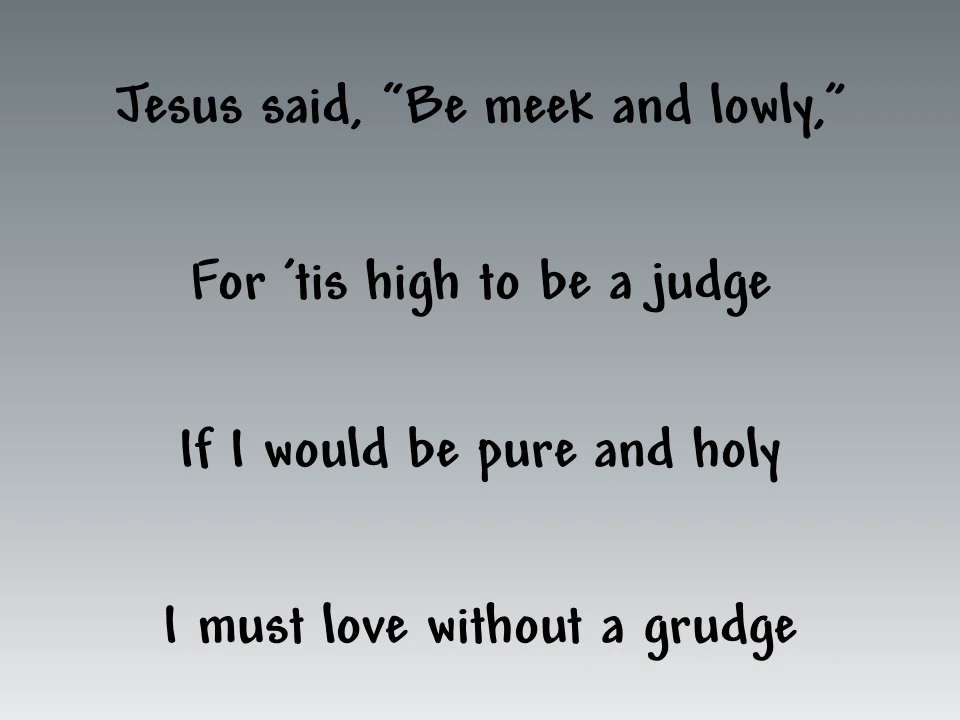 Jesus said, “Be meek and lowly,”
For ’tis high to be a judge
If I would be pure and holy
I must love without a grudge